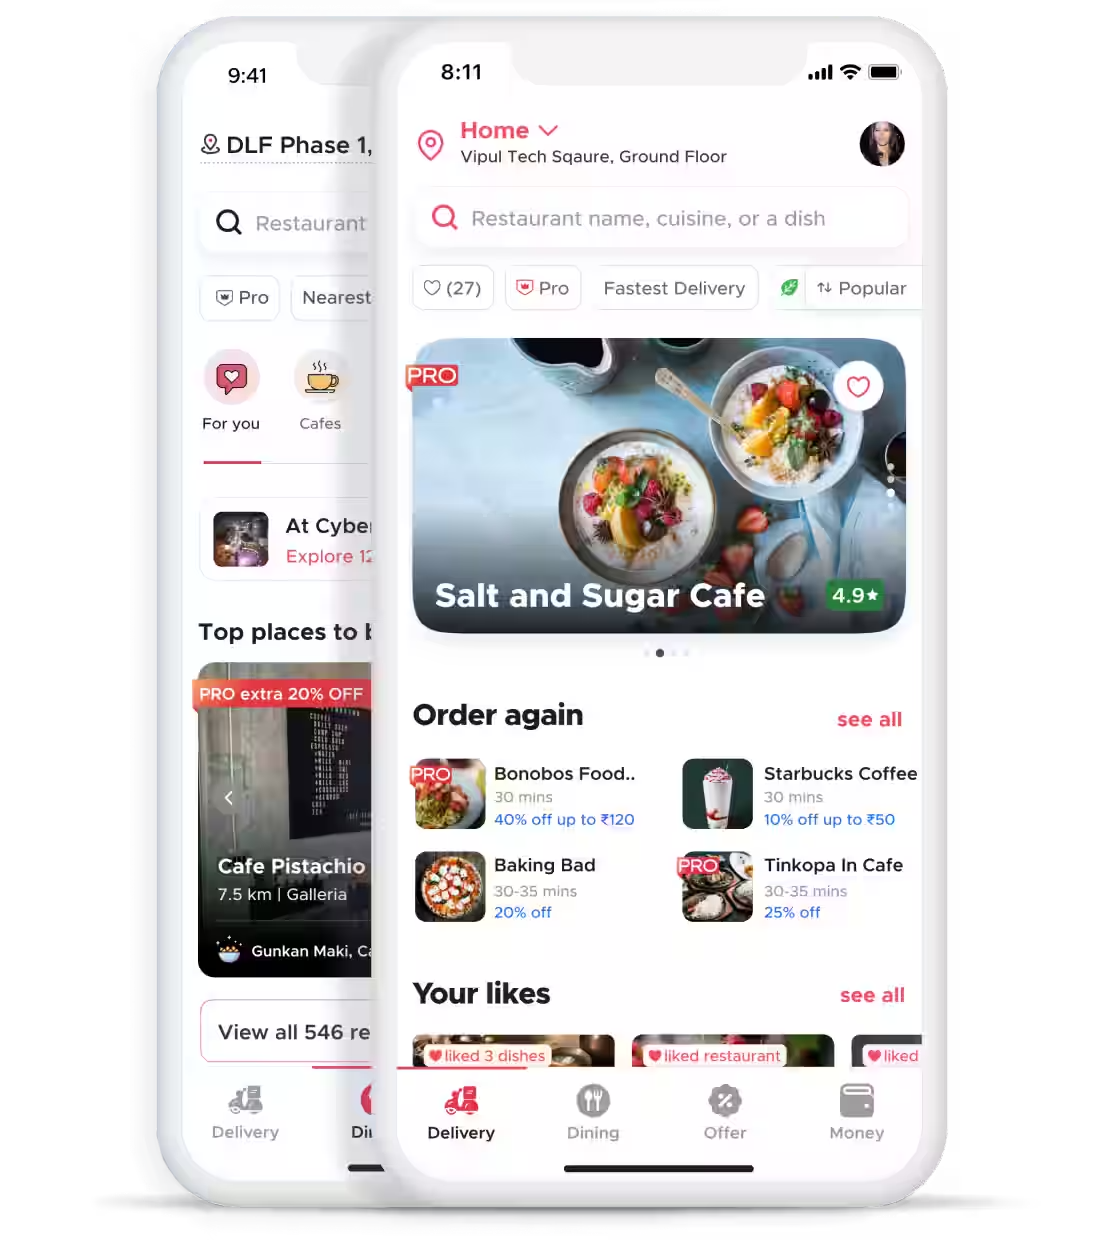 9:41
DLF Phase 1,
Restaurant
Pro
Nearest
For you
Cafes
At Cyber
Explore 12
Top places to b
PRO extra 20% OFF
Cafe Pistachio
7.5 km | Galleria
Gunkan Maki, Ca
View all 546 re
Delivery
Din
8:11
Home
Vipul Tech Sqaure, Ground Floor
Restaurant name, cuisine, or a dish
(27)
Pro
Fastest Delivery
Popular
PRO
Salt and Sugar Cafe
4.9★
Order again
see all
PRO
Bonobos Food..
30 mins
40% off up to ₹120
Starbucks Coffee
30 mins
10% off up to ₹50
Baking Bad
30-35 mins
20% off
PRO
Tinkopa In Cafe
30-35 mins
25% off
Your likes
see all
liked 3 dishes
liked restaurant
liked
Delivery
Dining
Offer
Money